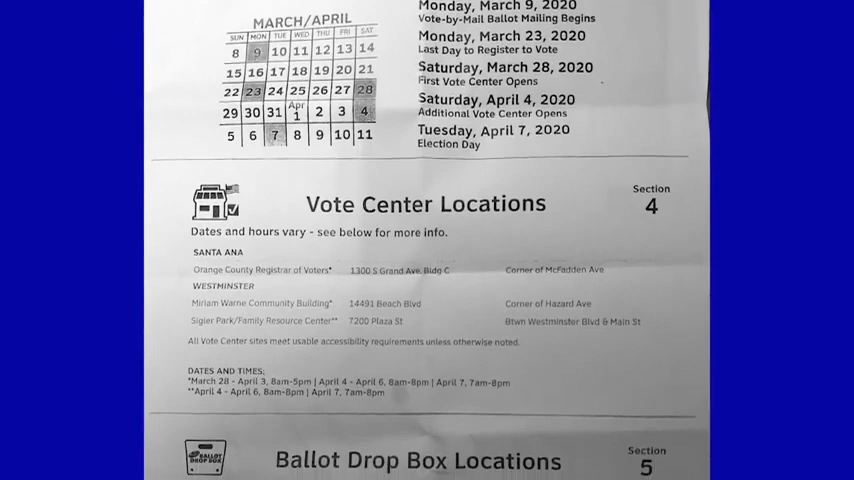 MARCH/APRIL
SUN MON TUE WED THU FRI SAT
8 9 10 11 12 13 14
15 16 17 18 19 20 21
22 23 24 25 26 27 28
29 30 31 Apr 1 2 3 4
5 6 7 8 9 10 11
Monday, March 9, 2020
Vote-by-Mail Ballot Mailing Begins
Monday, March 23, 2020
Last Day to Register to Vote
Saturday, March 28, 2020
First Vote Center Opens
Saturday, April 4, 2020
Additional Vote Center Opens
Tuesday, April 7, 2020
Election Day
Vote Center Locations
Section
4
Dates and hours vary - see below for more info.
SANTA ANA
Orange County Registrar of Voters* 1300 S Grand Ave, Bldg C Corner of McFadden Ave
WESTMINSTER
Miriam Warne Community Building* 14491 Beach Blvd Corner of Hazard Ave
Sigler Park/Family Resource Center** 7200 Plaza St Btwn Westminster Blvd & Main St
All Vote Center sites meet usable accessibility requirements unless otherwise noted.
DATES AND TIMES:
*March 28 - April 3, 8am-5pm | April 4 - April 6, 8am-8pm | April 7, 7am-8pm
**April 4 - April 6, 8am-8pm | April 7, 7am-8pm
BALLOT
DROP BOX
Ballot Drop Box Locations
Section
5